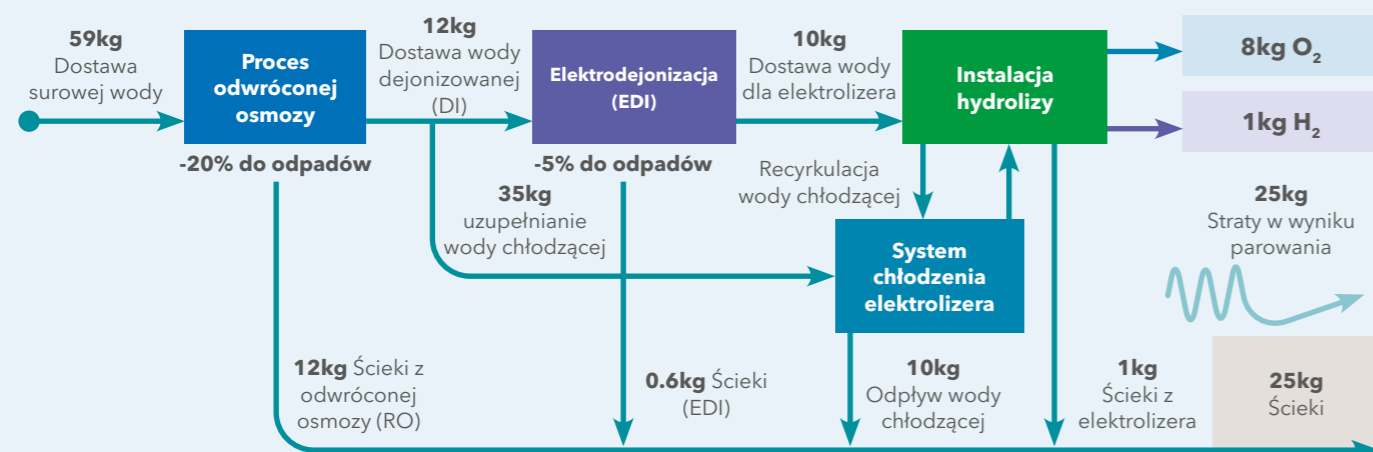 59kg
Dostawa
surowej wody
Proces
odwróconej
osmozy
-20% do odpadów
12kg
Dostawa wody
dejonizowanej
(DI)
Elektrodejonizacja
(EDI)
-5% do odpadów
10kg
Dostawa wody
dla elektrolizera
Instalacja
hydrolizy
8kg O₂
1kg H₂
35kg
uzupełnianie
wody chłodzącej
Recyrkulacja
wody chłodzącej
System
chłodzenia
elektrolizera
25kg
Straty w wyniku
parowania
12kg Ścieki z
odwróconej
osmozy (RO)
0.6kg Ścieki
(EDI)
10kg
Odpływ wody
chłodzącej
1kg
Ścieki z
elektrolizera
25kg
Ścieki